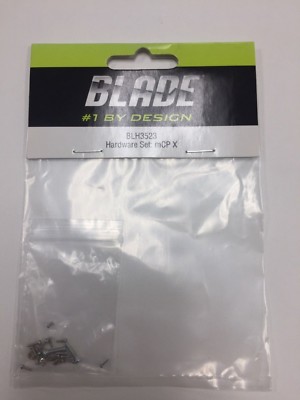 BLADE
#1 BY DESIGN
BLH3523
Hardware Set: mCP X